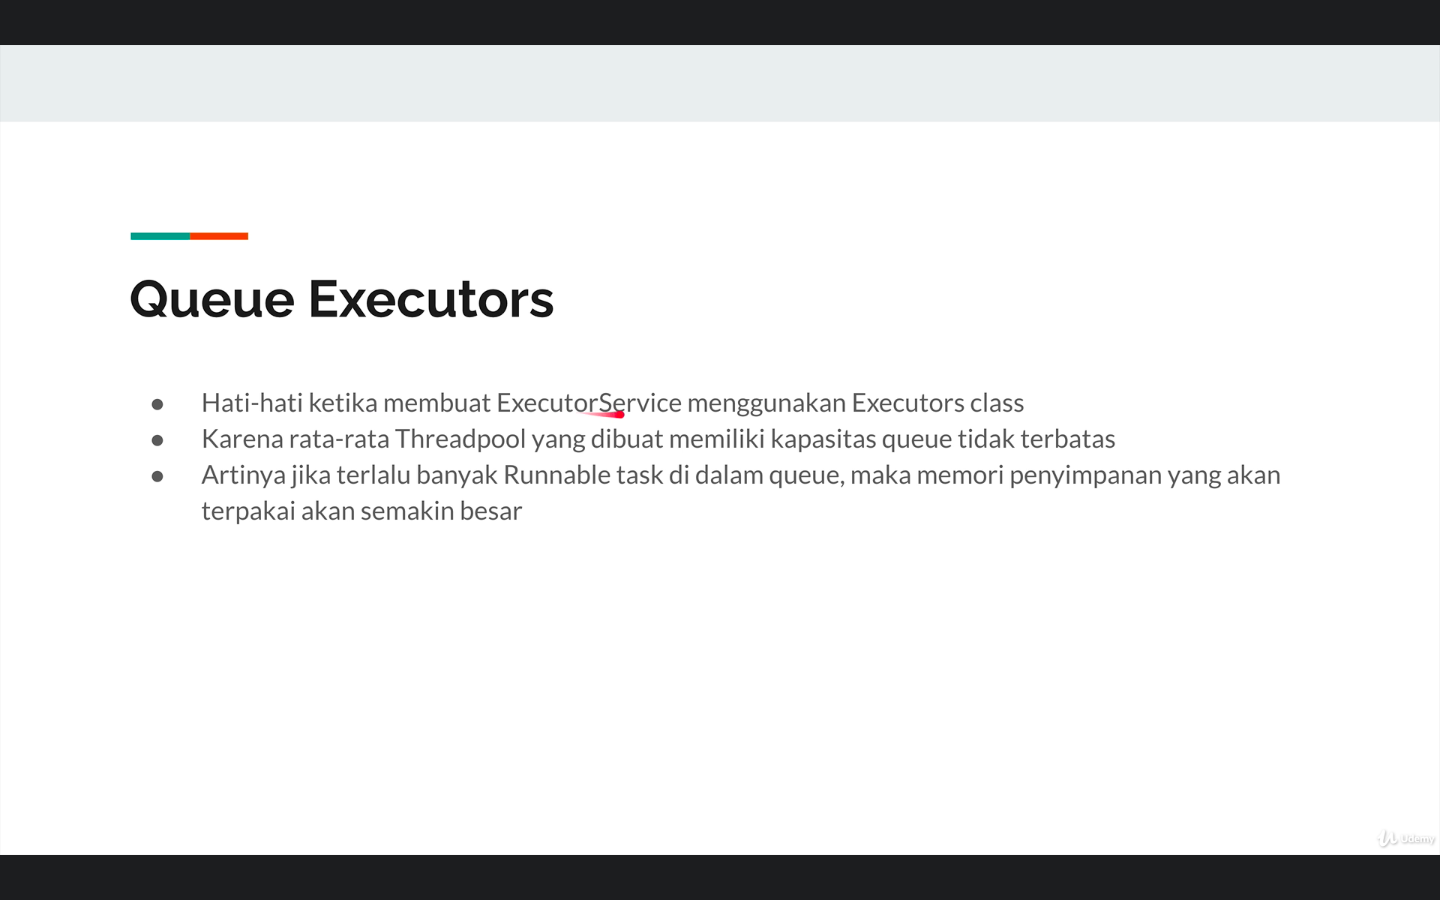 Queue Executors
● Hati-hati ketika membuat ExecutorService menggunakan Executors class
● Karena rata-rata Threadpool yang dibuat memiliki kapasitas queue tidak terbatas
● Artinya jika terlalu banyak Runnable task di dalam queue, maka memori penyimpanan yang akan
terpakai akan semakin besar
Udemy